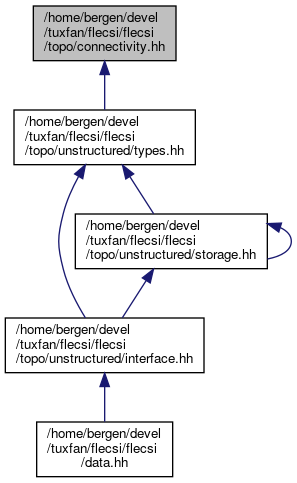 /home/bergen/devel
/tuxfan/flecsi/flecsi
/topo/connectivity.hh
/home/bergen/devel
/tuxfan/flecsi/flecsi
/topo/unstructured/types.hh
/home/bergen/devel
/tuxfan/flecsi/flecsi
/topo/unstructured/storage.hh
/home/bergen/devel
/tuxfan/flecsi/flecsi
/topo/unstructured/interface.hh
/home/bergen/devel
/tuxfan/flecsi/flecsi
/data.hh